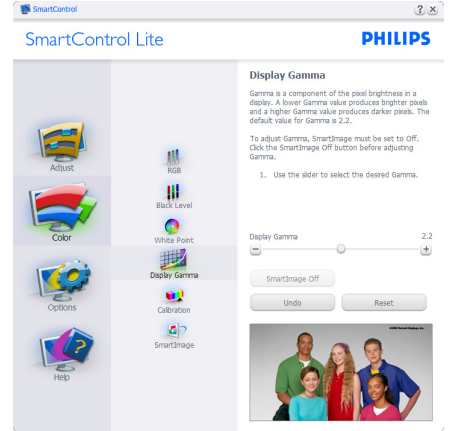 SmartControl
SmartControl Lite
PHILIPS
Adjust
Color
Options
Help
RGB
Black Level
White Point
Display Gamma
Calibration
SmartImage
Display Gamma
Gamma is a component of the pixel brightness in a
display. A lower Gamma value produces brighter pixels
and a higher Gamma value produces darker pixels. The
default value for Gamma is 2.2.
To adjust Gamma, SmartImage must be set to Off.
Click the SmartImage Off button before adjusting
Gamma.
1. Use the slider to select the desired Gamma.
Display Gamma 2.2
SmartImage Off
Undo Reset